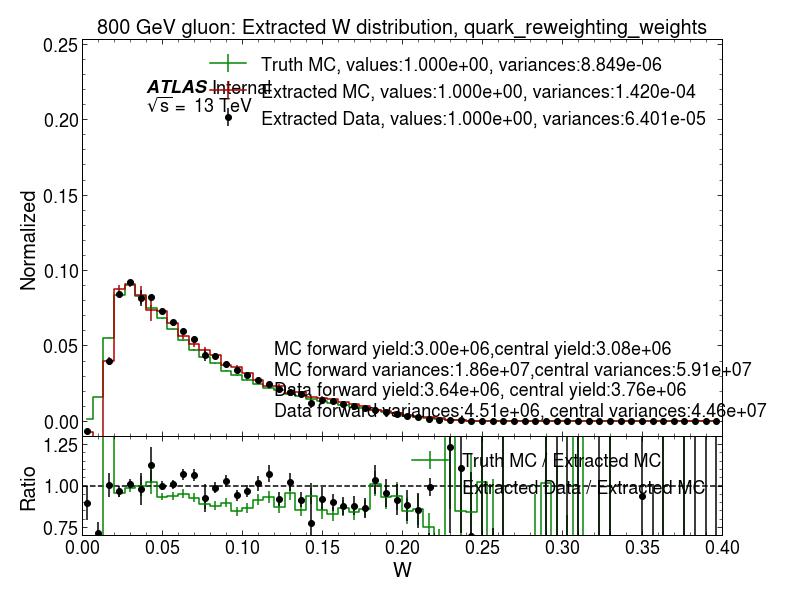 800 GeV gluon: Extracted W distribution, quark_reweighting_weights
Truth MC, values:1.000e+00, variances:8.849e-06
Extracted MC, values:1.000e+00, variances:1.420e-04
Extracted Data, values:1.000e+00, variances:6.401e-05
ATLAS Internal
√s = 13 TeV
0.25
0.20
0.15
0.10
0.05
0.00
Normalized
MC forward yield:3.00e+06,central yield:3.08e+06
MC forward variances:1.86e+07,central variances:5.91e+07
Data forward yield:3.64e+06, central yield:3.76e+06
Data forward variances:4.51e+06, central variances:4.46e+07
1.25
1.00
0.75
Ratio
Truth MC / Extracted MC
Extracted Data / Extracted MC
0.00 0.05 0.10 0.15 0.20 0.25 0.30 0.35 0.40
W